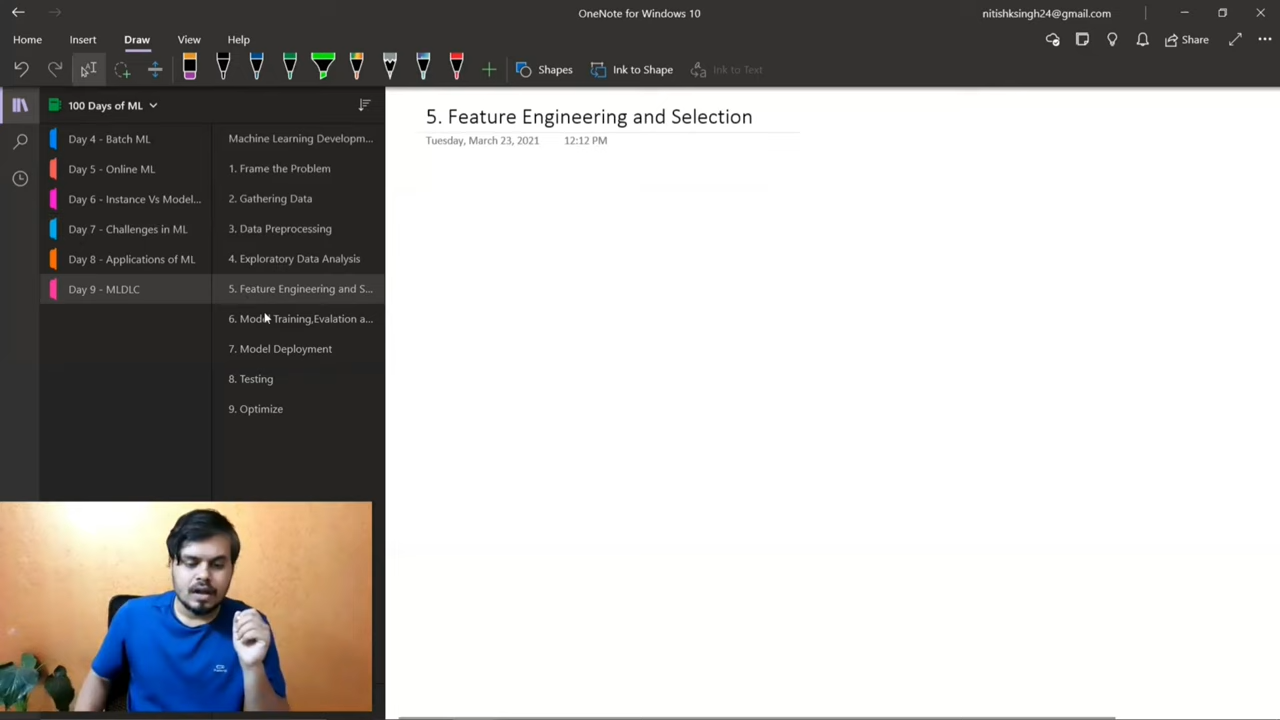 OneNote for Windows 10
nitishksingh24@gmail.com
Home
Insert
Draw
View
Help
Share
Shapes
Ink to Shape
Ink to Text
100 Days of ML
Day 4 - Batch ML
Day 5 - Online ML
Day 6 - Instance Vs Model...
Day 7 - Challenges in ML
Day 8 - Applications of ML
Day 9 - MLDLC
Machine Learning Developm...
1. Frame the Problem
2. Gathering Data
3. Data Preprocessing
4. Exploratory Data Analysis
5. Feature Engineering and S...
6. Model Training,Evalation a...
7. Model Deployment
8. Testing
9. Optimize
5. Feature Engineering and Selection
Tuesday, March 23, 2021 12:12 PM